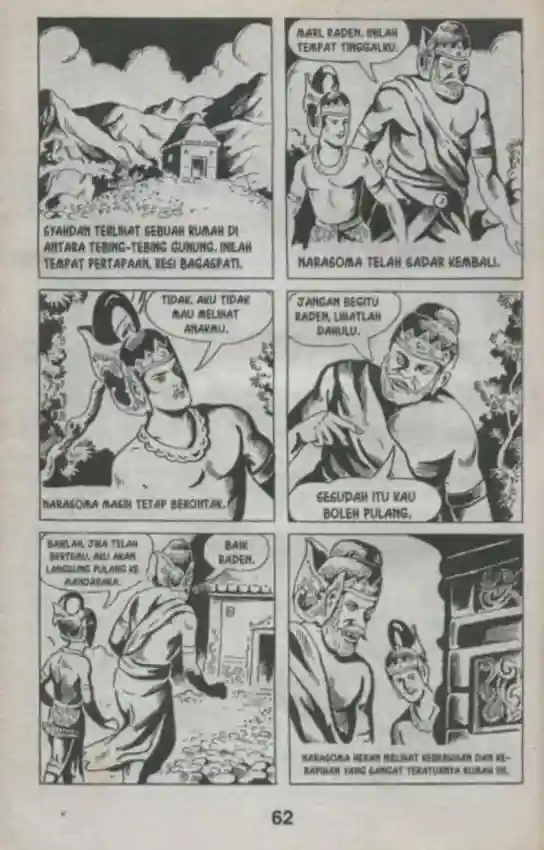 SYAHDAN TERLIHAT SEBUAH RUMAH DI
ANTARA TEBING-TEBING GUNUNG. INILAH
TEMPAT PERTAPAAN, RESI BAGASPATI.
MARI, RADEN. INILAH
TEMPAT TINGGALKU.
NARASOMA TELAH SADAR KEMBALI.
TIDAK. AKU TIDAK
MAU MELIHAT
ANAKMU.
NARASOMA MASIH TETAP BERONTAK.
JANGAN BEGITU
RADEN, LIHATLAH
DAHULU.
SESUDAH ITU KAU
BOLEH PULANG.
BAIKLAH, JIKA TELAH
BERTEMU, AKU AKAN
LANGSUNG PULANG KE
MANDARAKA.
BAIK
RADEN.
NARASOMA HERAN MELIHAT KEBERSIHAN DAN KE-
RAPIHAN YANG SANGAT TERATURNYA RUMAH INI.
62